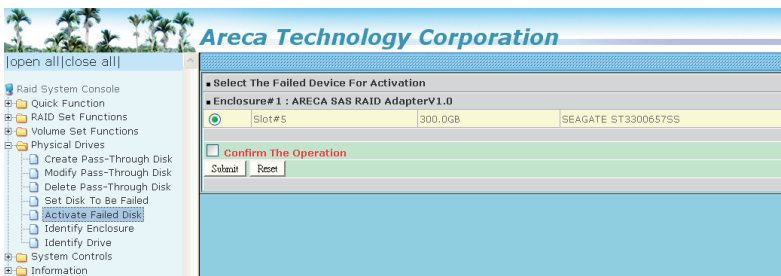 Areca Technology Corporation
|open all|close all|
Raid System Console
Quick Function
RAID Set Functions
Volume Set Functions
Physical Drives
Create Pass-Through Disk
Modify Pass-Through Disk
Delete Pass-Through Disk
Set Disk To Be Failed
Activate Failed Disk
Identify Enclosure
Identify Drive
System Controls
Information
Select The Failed Device For Activation
Enclosure#1 : ARECA SAS RAID AdapterV1.0
Slot#5 300.0GB SEAGATE ST3300657SS
Confirm The Operation
Submit Reset